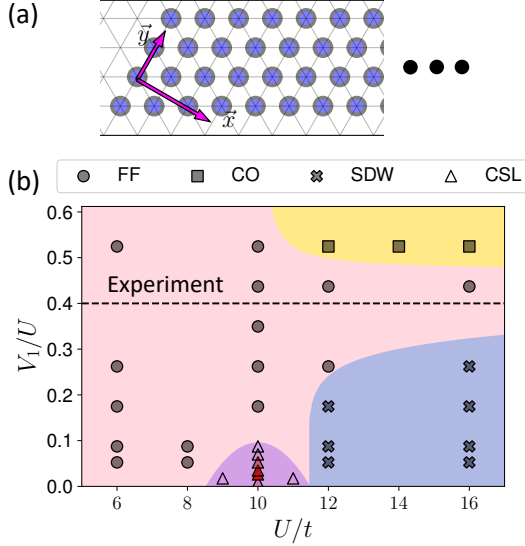 (a)
y⃗
x⃗
(b)
FF CO SDW CSL
0.6
0.5
0.4
0.3
0.2
0.1
0.0
Experiment
V₁/U
6 8 10 12 14 16
U/t